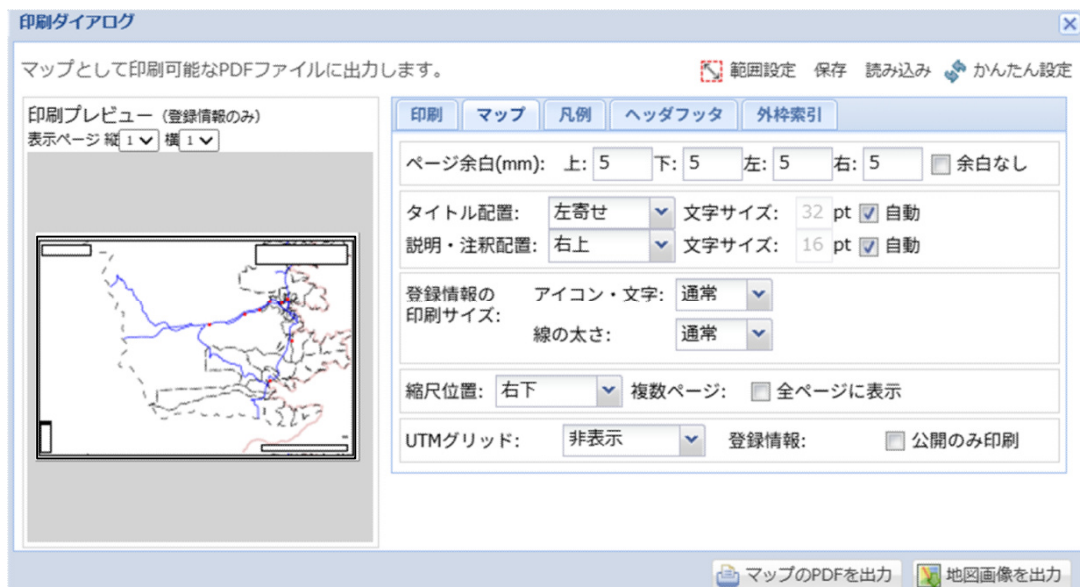 印刷ダイアログ
マップとして印刷可能なPDFファイルに出力します。
範囲設定 保存 読み込み かんたん設定
印刷プレビュー（登録情報のみ）
表示ページ 縦 1 横 1
印刷 マップ 凡例 ヘッダフッタ 外枠索引
ページ余白(mm): 上: 5 下: 5 左: 5 右: 5 余白なし
タイトル配置: 左寄せ 文字サイズ: 32 pt 自動
説明・注釈配置: 右上 文字サイズ: 16 pt 自動
登録情報の アイコン・文字: 通常
印刷サイズ:
線の太さ: 通常
縮尺位置: 右下 複数ページ: 全ページに表示
UTMグリッド: 非表示 登録情報: 公開のみ印刷
マップのPDFを出力 地図画像を出力